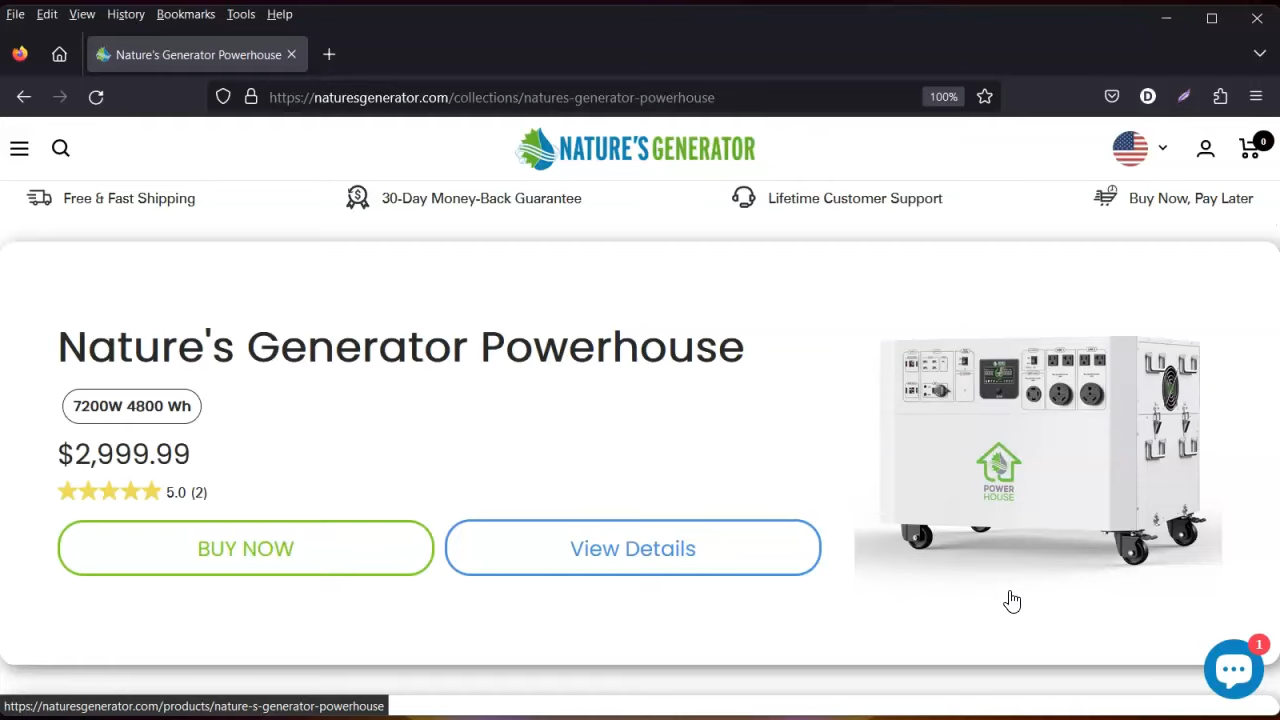 File Edit View History Bookmarks Tools Help
Nature's Generator Powerhouse
https://naturesgenerator.com/collections/natures-generator-powerhouse
100%
D
NATURE'S GENERATOR
0
Free & Fast Shipping
30-Day Money-Back Guarantee
Lifetime Customer Support
Buy Now, Pay Later
Nature's Generator Powerhouse
7200W 4800 Wh
$2,999.99
5.0 (2)
BUY NOW
View Details
POWER
HOUSE
1
https://naturesgenerator.com/products/nature-s-generator-powerhouse